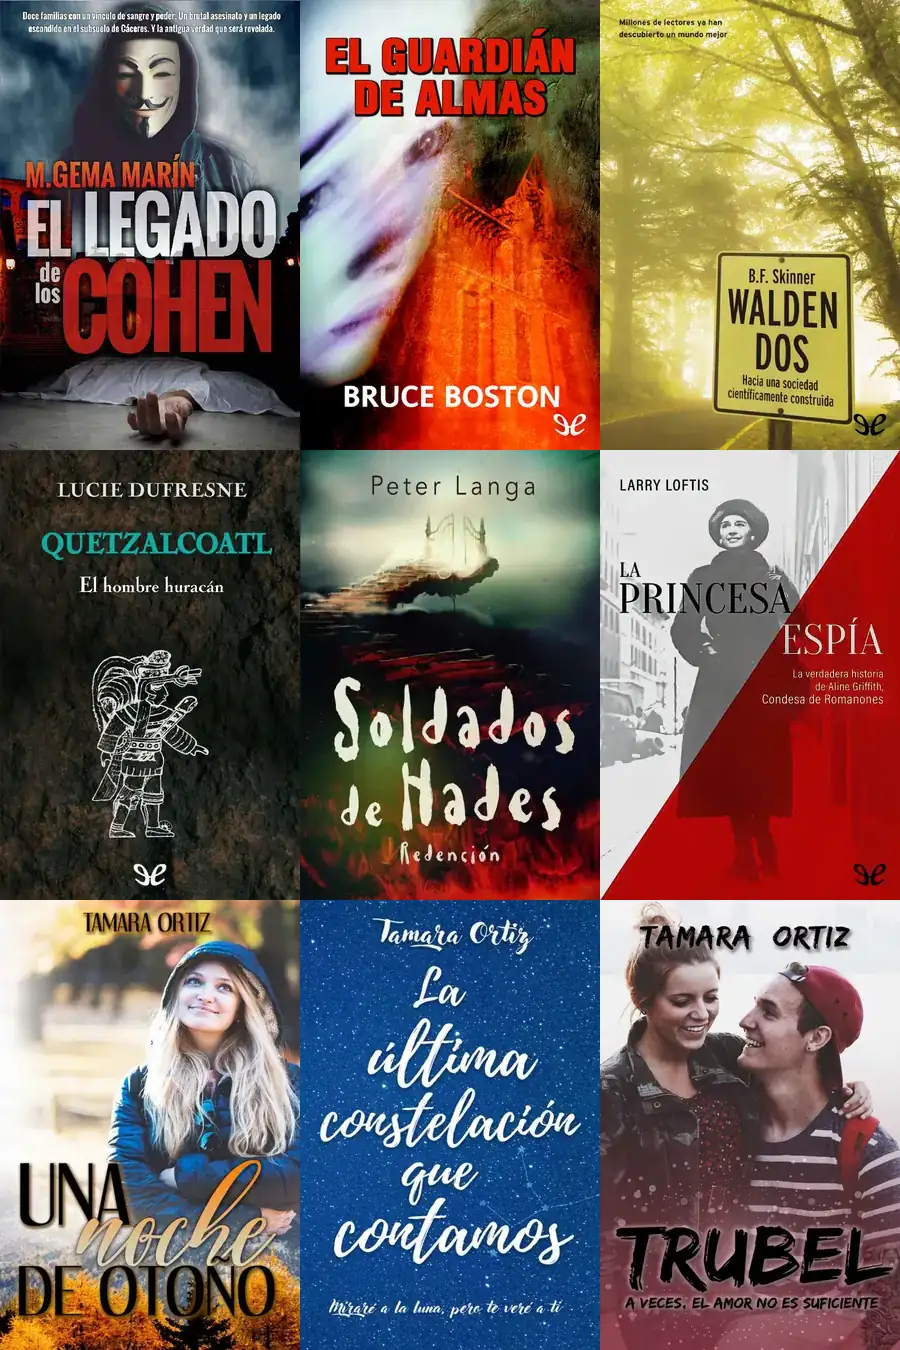 Doce familias con un vínculo de sangre y poder. Un brutal asesinato y un legado
escondido en el subsuelo de Cáceres. Y la antigua verdad que será revelada.
M.GEMA MARÍN
EL LEGADO
de
los
COHEN
EL GUARDIÁN
DE ALMAS
BRUCE BOSTON
Millones de lectores ya han
descubierto un mundo mejor
B.F. Skinner
WALDEN
DOS
Hacia una sociedad
científicamente construida
LUCIE DUFRESNE
QUETZALCOATL
El hombre huracán
Peter Langa
Soldados
de Hades
Redención
LARRY LOFTIS
LA
PRINCESA
ESPÍA
La verdadera historia
de Aline Griffith,
Condesa de Romanones
TAMARA ORTIZ
UNA
noche
DE OTOÑO
Tamara Ortiz
La
última
constelación
que
contamos
Miraré a la luna, pero te veré a ti
TAMARA ORTIZ
TRUBEL
A VECES, EL AMOR NO ES SUFICIENTE